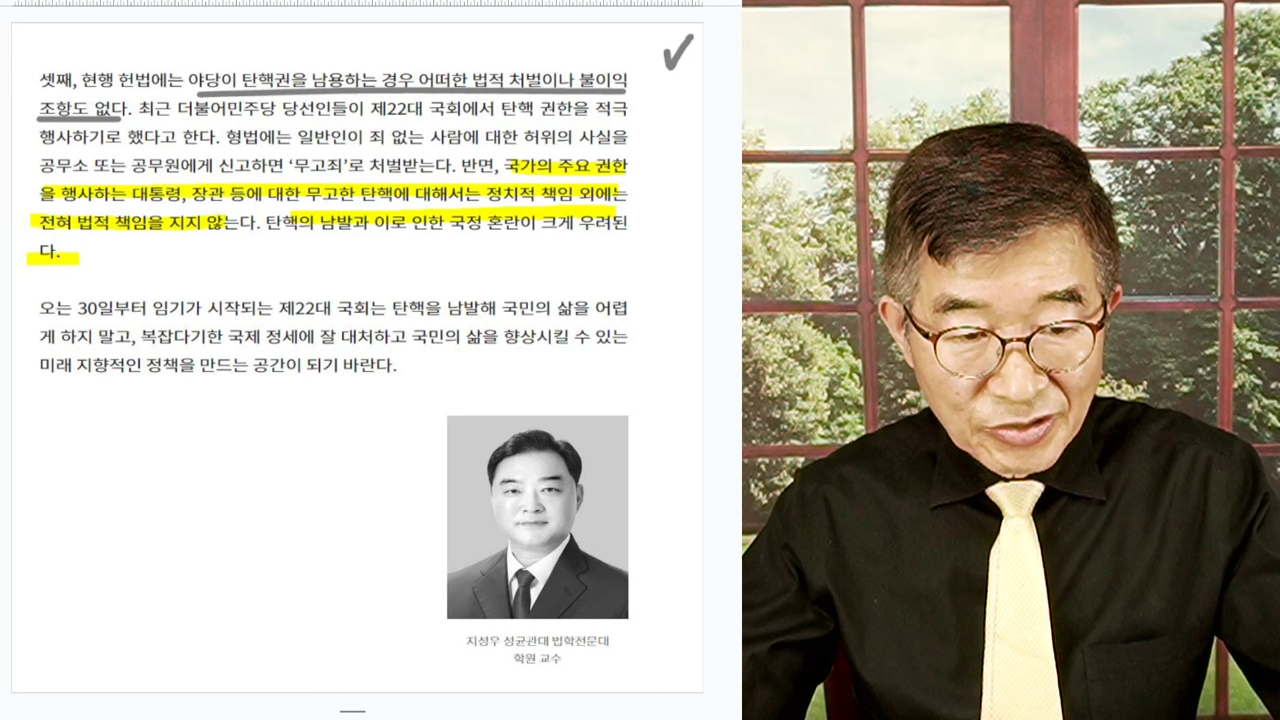 셋째, 현행 헌법에는 야당이 탄핵권을 남용하는 경우 어떠한 법적 처벌이나 불이익
조항도 없다. 최근 더불어민주당 당선인들이 제22대 국회에서 탄핵 권한을 적극
행사하기로 했다고 한다. 형법에는 일반인이 죄 없는 사람에 대한 허위의 사실을
공무소 또는 공무원에게 신고하면 ‘무고죄’로 처벌받는다. 반면, 국가의 주요 권한
을 행사하는 대통령, 장관 등에 대한 무고한 탄핵에 대해서는 정치적 책임 외에는
전혀 법적 책임을 지지 않는다. 탄핵의 남발과 이로 인한 국정 혼란이 크게 우려된
다.
오는 30일부터 임기가 시작되는 제22대 국회는 탄핵을 남발해 국민의 삶을 어렵
게 하지 말고, 복잡다기한 국제 정세에 잘 대처하고 국민의 삶을 향상시킬 수 있는
미래 지향적인 정책을 만드는 공간이 되기 바란다.
지성우 성균관대 법학전문대
학원 교수